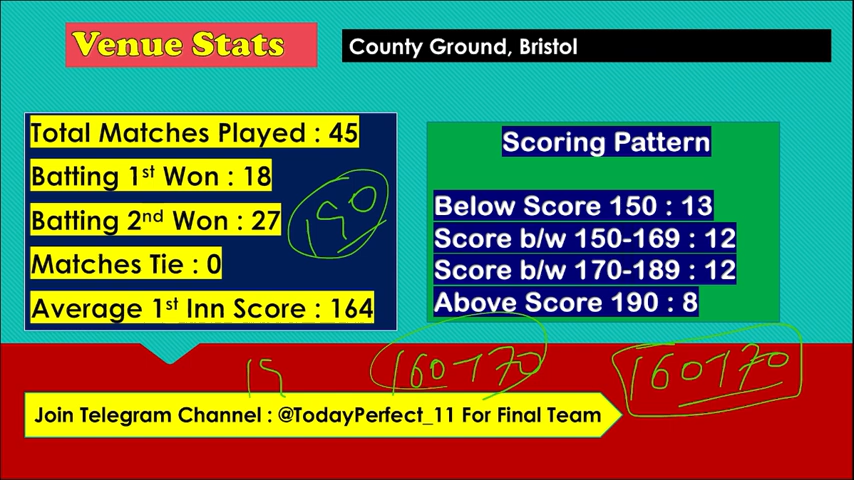 Venue Stats
County Ground, Bristol
Total Matches Played : 45
Batting 1st Won : 18
Batting 2nd Won : 27
Matches Tie : 0
Average 1st Inn Score : 164
190
Scoring Pattern
Below Score 150 : 13
Score b/w 150-169 : 12
Score b/w 170-189 : 12
Above Score 190 : 8
160-170
160-170
Join Telegram Channel : @TodayPerfect_11 For Final Team